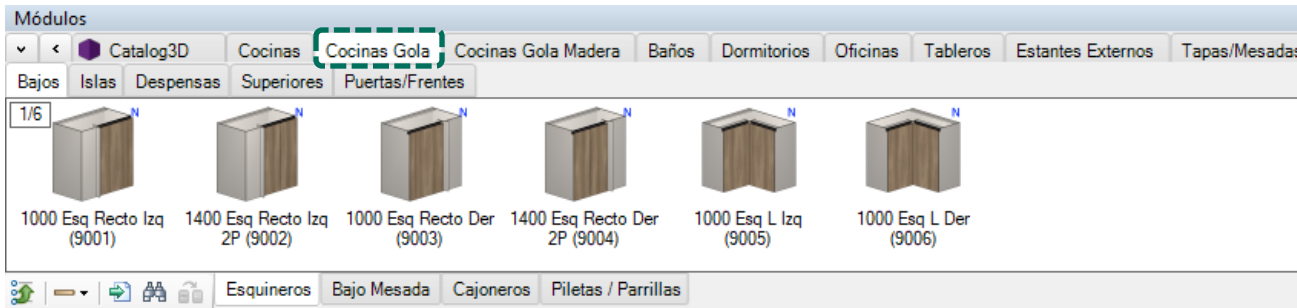 Módulos
Catalog3D Cocinas Cocinas Gola Cocinas Gola Madera Baños Dormitorios Oficinas Tableros Estantes Externos Tapas/Mesadas
Bajos Islas Despensas Superiores Puertas/Frentes
1/6
N N N N N N
1000 Esq Recto Izq 1400 Esq Recto Izq 1000 Esq Recto Der 1400 Esq Recto Der 1000 Esq L Izq 1000 Esq L Der
(9001) 2P (9002) (9003) 2P (9004) (9005) (9006)
Esquineros Bajo Mesada Cajoneros Piletas / Parrillas